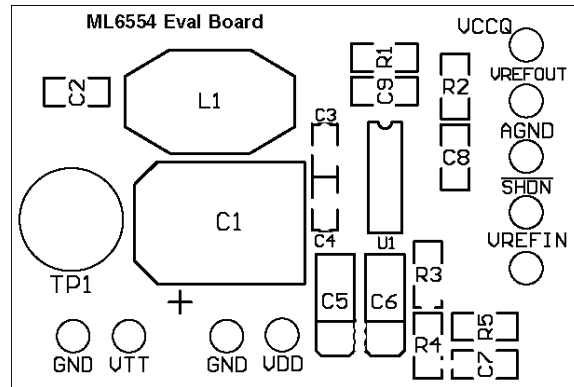 ML6554 Eval Board
VCCQ
R1
C2
L1
C9
R2
VREFOUT
C3
AGND
C8
SHDN
C1
C4
U1
VREFIN
TP1
R3
+
C5
C6
R4
R5
GND
VTT
GND
VDD
C7